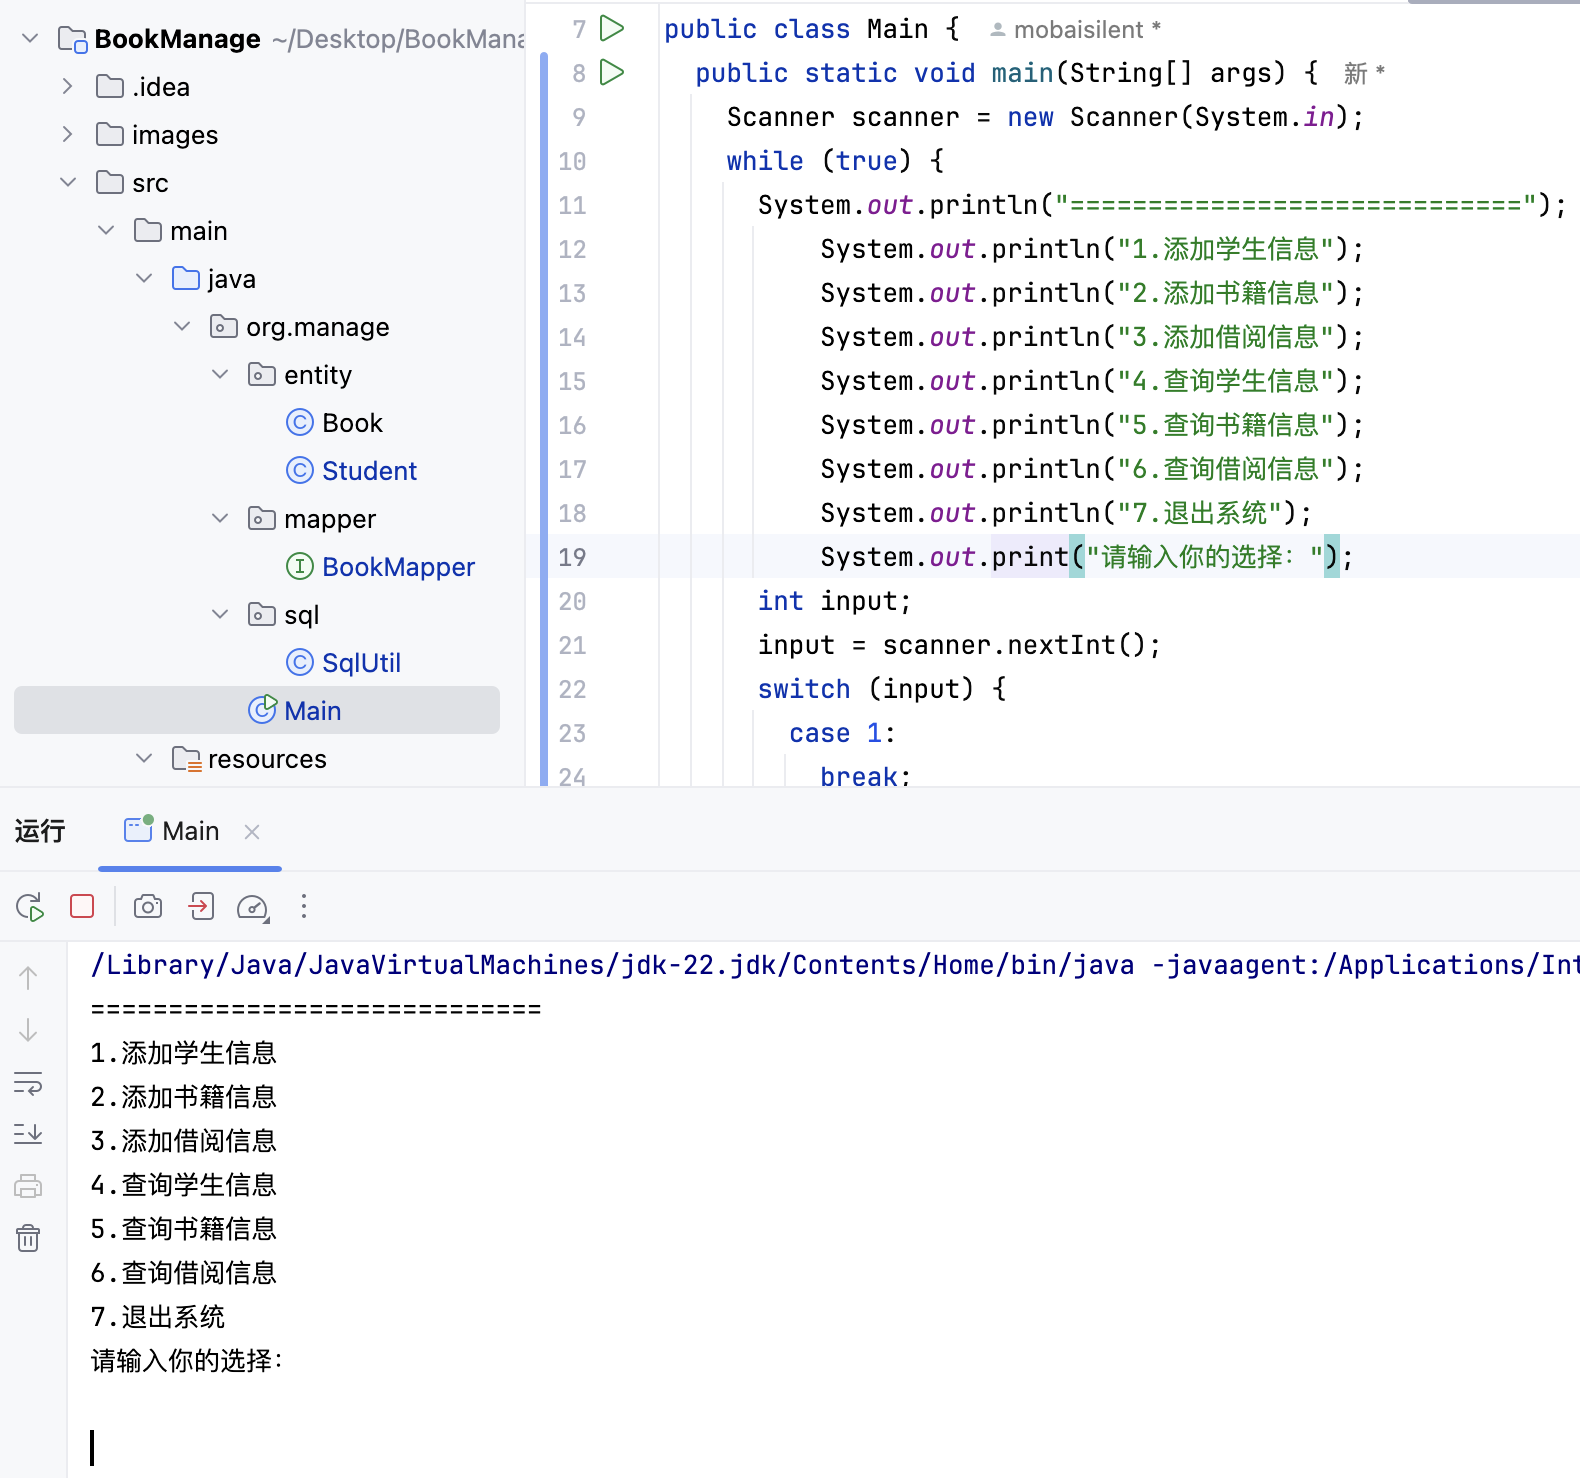 BookManage ~/Desktop/BookMana
.idea
images
src
main
java
org.manage
entity
Book
Student
mapper
BookMapper
sql
SqlUtil
Main
resources
7 public class Main { mobaisilent *
8 public static void main(String[] args) { 新 *
9 Scanner scanner = new Scanner(System.in);
10 while (true) {
11 System.out.println("=============================");
12 System.out.println("1.添加学生信息");
13 System.out.println("2.添加书籍信息");
14 System.out.println("3.添加借阅信息");
15 System.out.println("4.查询学生信息");
16 System.out.println("5.查询书籍信息");
17 System.out.println("6.查询借阅信息");
18 System.out.println("7.退出系统");
19 System.out.print("请输入你的选择：");
20 int input;
21 input = scanner.nextInt();
22 switch (input) {
23 case 1:
24 break;
运行 Main
/Library/Java/JavaVirtualMachines/jdk-22.jdk/Contents/Home/bin/java -javaagent:/Applications/Int
=============================
1.添加学生信息
2.添加书籍信息
3.添加借阅信息
4.查询学生信息
5.查询书籍信息
6.查询借阅信息
7.退出系统
请输入你的选择：